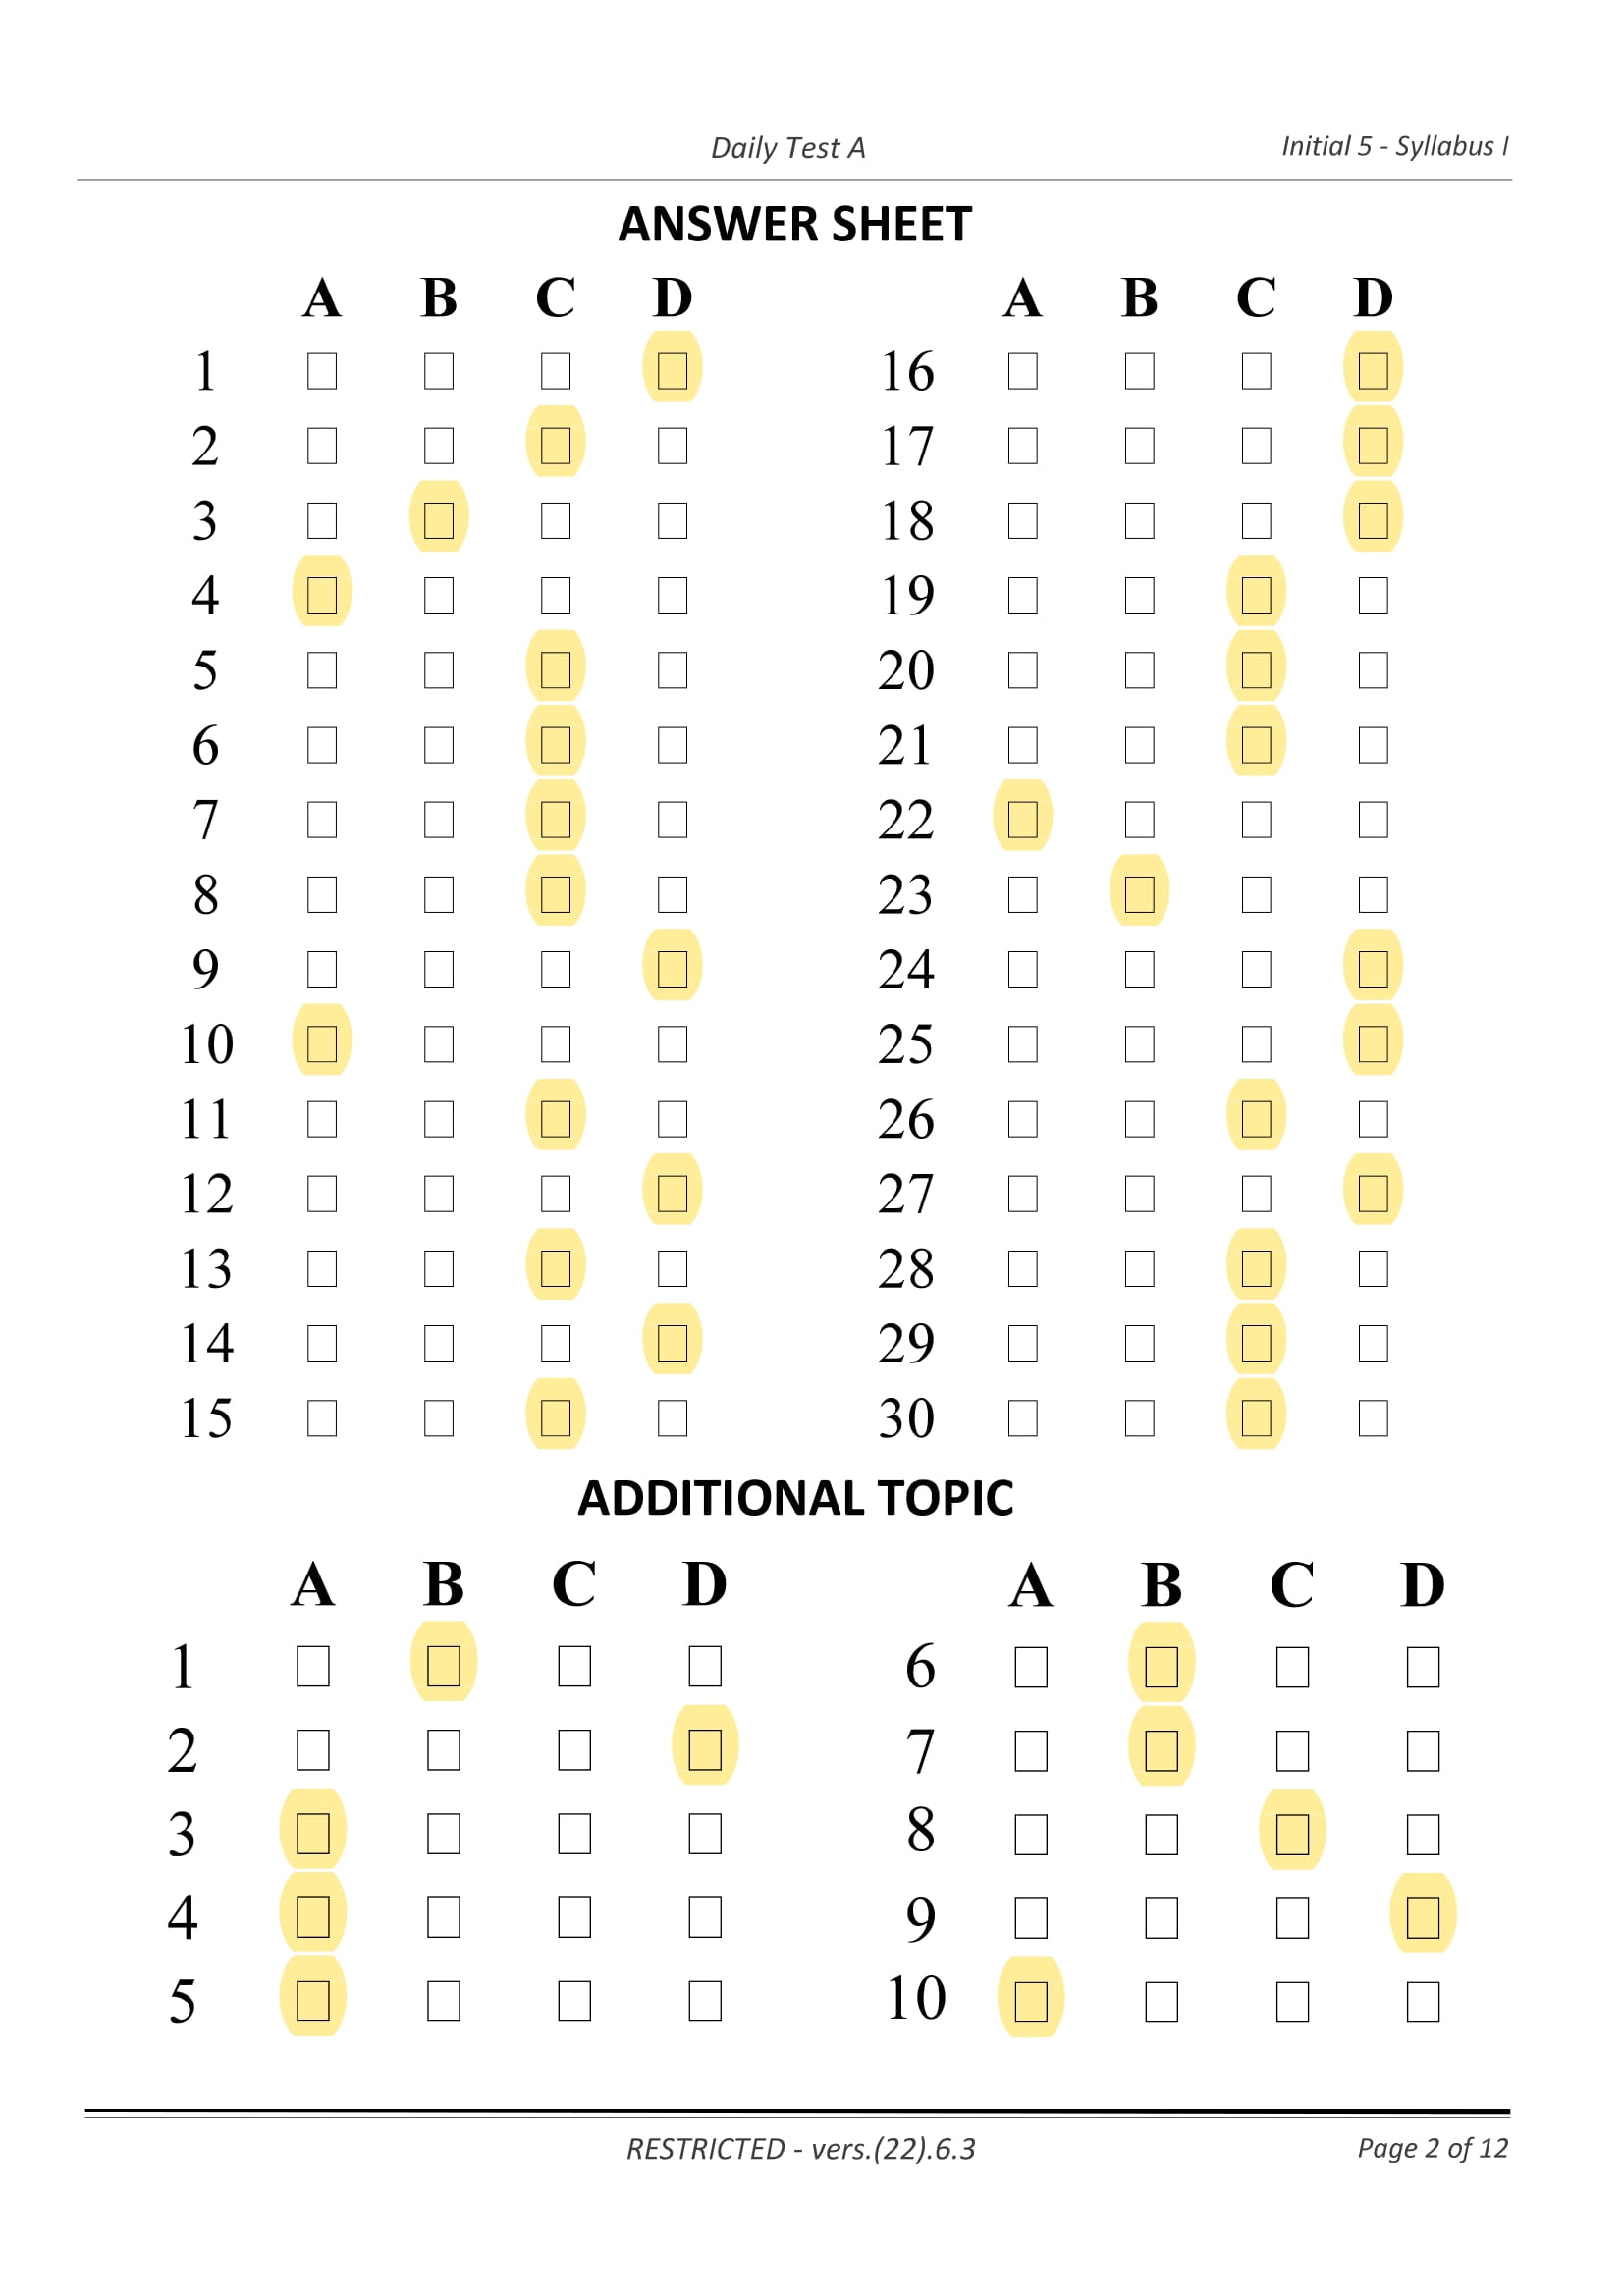 Daily Test A Initial 5 - Syllabus I
ANSWER SHEET
A B C D A B C D
1 □ □ □ □ 16 □ □ □ □
2 □ □ □ □ 17 □ □ □ □
3 □ □ □ □ 18 □ □ □ □
4 □ □ □ □ 19 □ □ □ □
5 □ □ □ □ 20 □ □ □ □
6 □ □ □ □ 21 □ □ □ □
7 □ □ □ □ 22 □ □ □ □
8 □ □ □ □ 23 □ □ □ □
9 □ □ □ □ 24 □ □ □ □
10 □ □ □ □ 25 □ □ □ □
11 □ □ □ □ 26 □ □ □ □
12 □ □ □ □ 27 □ □ □ □
13 □ □ □ □ 28 □ □ □ □
14 □ □ □ □ 29 □ □ □ □
15 □ □ □ □ 30 □ □ □ □
ADDITIONAL TOPIC
A B C D A B C D
1 □ □ □ □ 6 □ □ □ □
2 □ □ □ □ 7 □ □ □ □
3 □ □ □ □ 8 □ □ □ □
4 □ □ □ □ 9 □ □ □ □
5 □ □ □ □ 10 □ □ □ □
RESTRICTED - vers.(22).6.3 Page 2 of 12